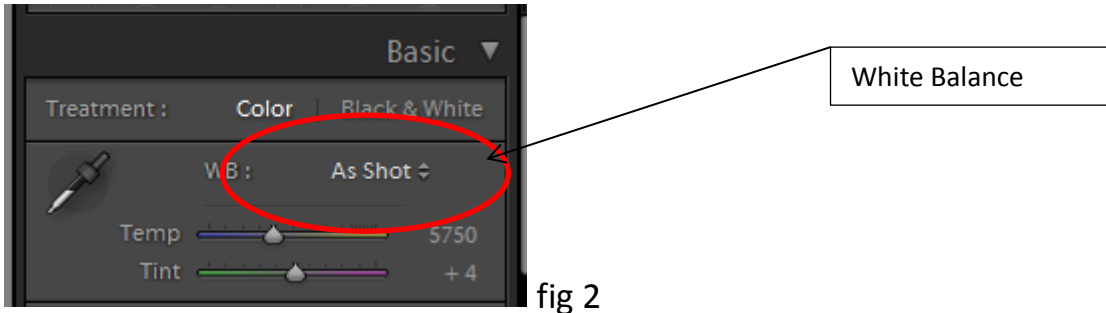 Basic
White Balance
Treatment : Color | Black & White
WB : As Shot
Temp 5750
Tint + 4
fig 2